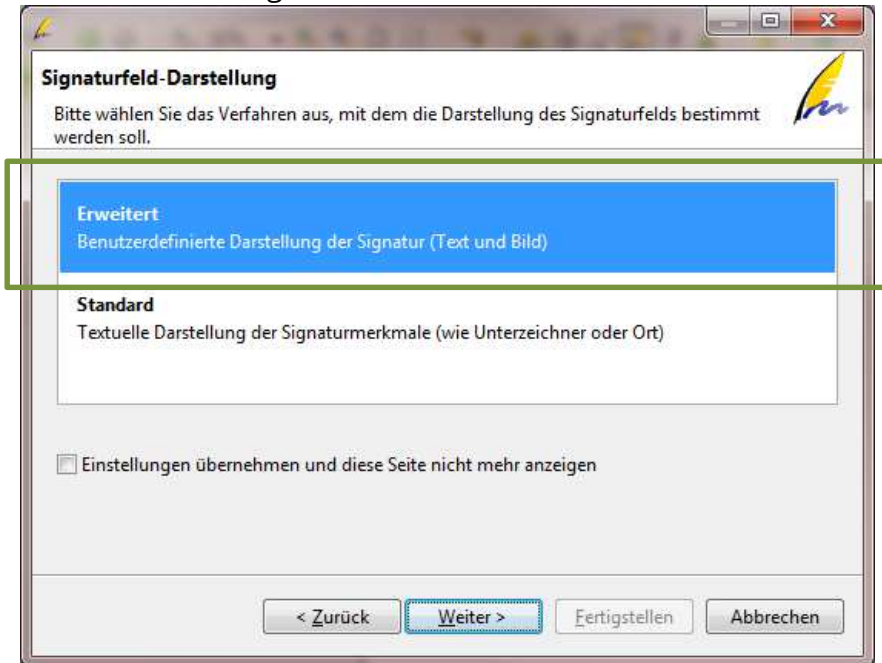 Signaturfeld-Darstellung
Bitte wählen Sie das Verfahren aus, mit dem die Darstellung des Signaturfelds bestimmt
werden soll.
Erweitert
Benutzerdefinierte Darstellung der Signatur (Text und Bild)
Standard
Textuelle Darstellung der Signaturmerkmale (wie Unterzeichner oder Ort)
Einstellungen übernehmen und diese Seite nicht mehr anzeigen
< Zurück Weiter > Fertigstellen Abbrechen